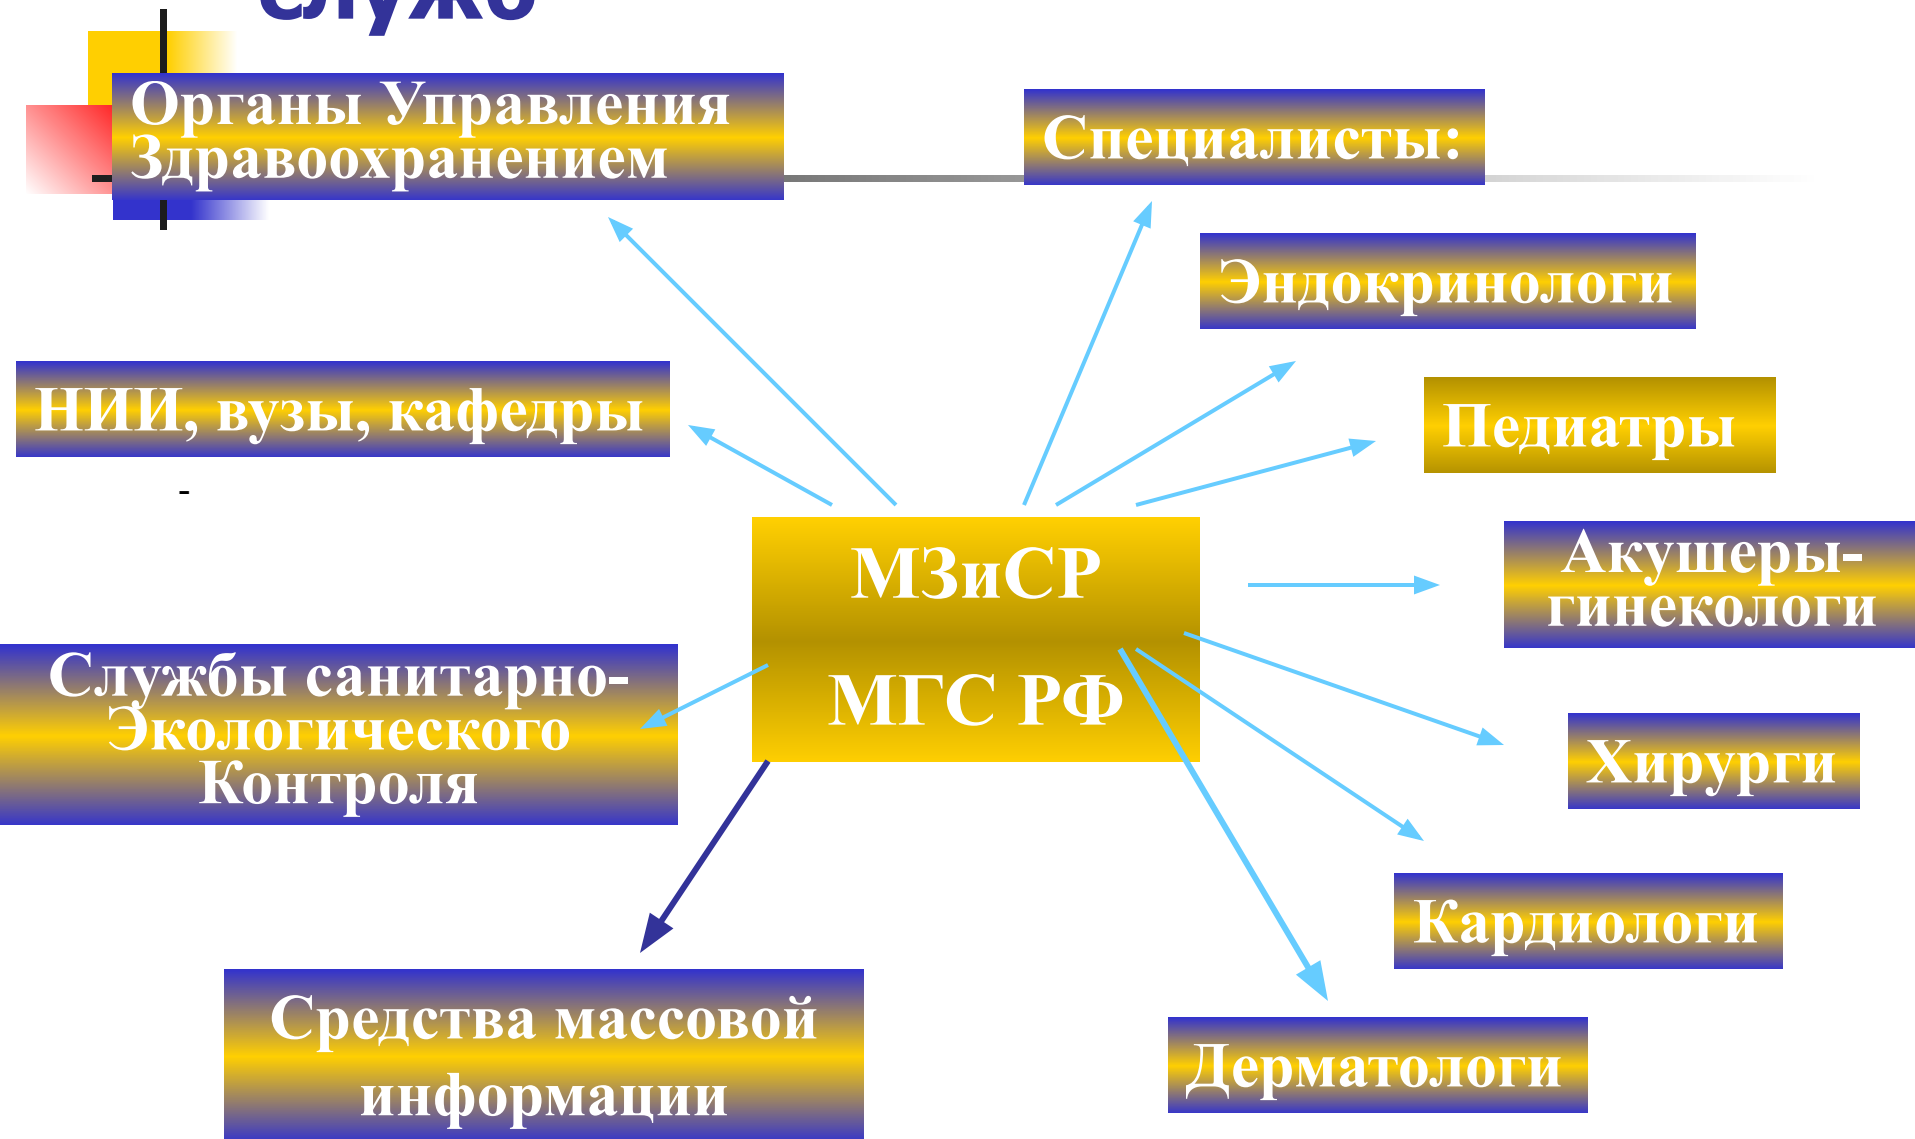 служб
Органы Управления
Здравоохранением
Специалисты:
Эндокринологи
НИИ, вузы, кафедры
Педиатры
-
МЗиСР
МГС РФ
Акушеры-
гинекологи
Службы санитарно-
Экологического
Контроля
Хирурги
Кардиологи
Средства массовой
информации
Дерматологи